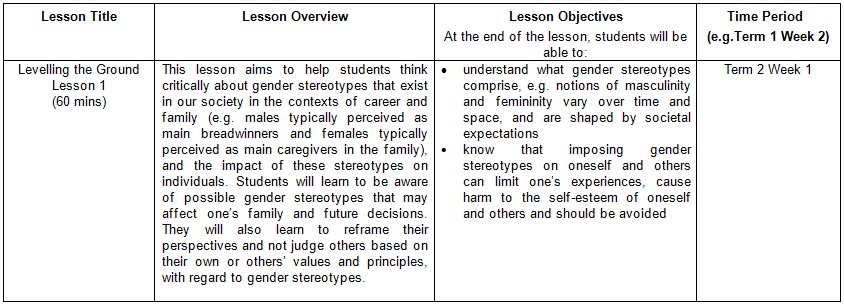 Lesson Title
Lesson Overview
Lesson Objectives
At the end of the lesson, students will be
able to:
Time Period
(e.g.Term 1 Week 2)
Levelling the Ground
Lesson 1
(60 mins)
This lesson aims to help students think
critically about gender stereotypes that exist
in our society in the contexts of career and
family (e.g. males typically perceived as
main breadwinners and females typically
perceived as main caregivers in the family),
and the impact of these stereotypes on
individuals. Students will learn to be aware
of possible gender stereotypes that may
affect one's family and future decisions.
They will also learn to reframe their
perspectives and not judge others based on
their own or others' values and principles,
with regard to gender stereotypes.
• understand what gender stereotypes
comprise, e.g. notions of masculinity
and femininity vary over time and
space, and are shaped by societal
expectations
• know that imposing gender
stereotypes on oneself and others
can limit one's experiences, cause
harm to the self-esteem of oneself
and others and should be avoided
Term 2 Week 1